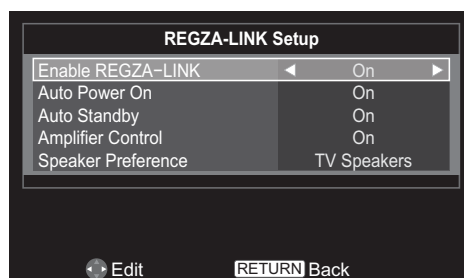 REGZA-LINK Setup
Enable REGZA-LINK On
Auto Power On On
Auto Standby On
Amplifier Control On
Speaker Preference TV Speakers
Edit RETURN Back